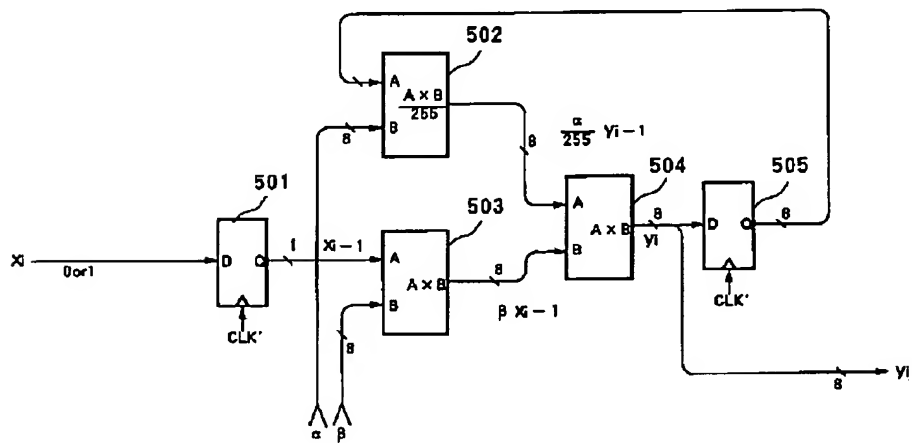 502
A
A × B
255
B
8
8
α
255 yi-1
504
505
501
503
A
A × B
B
8
yi
D Q
8
Xi
0or1
D Q
1
Xi-1
A
A × B
B
8
β Xi-1
CLK'
CLK'
8
8
yi
α β